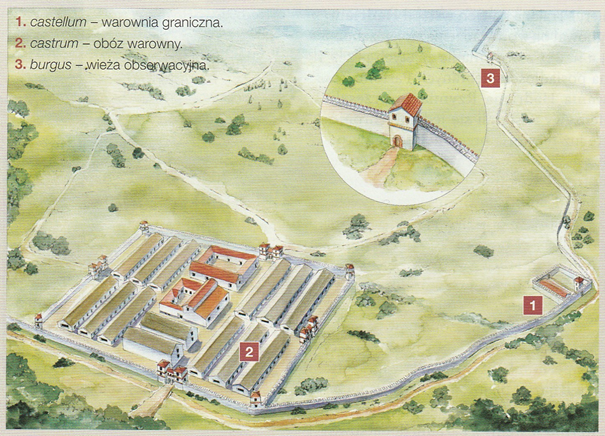 1. castellum – warownia graniczna.
2. castrum – obóz warowny.
3. burgus – wieża obserwacyjna.
3
1
2